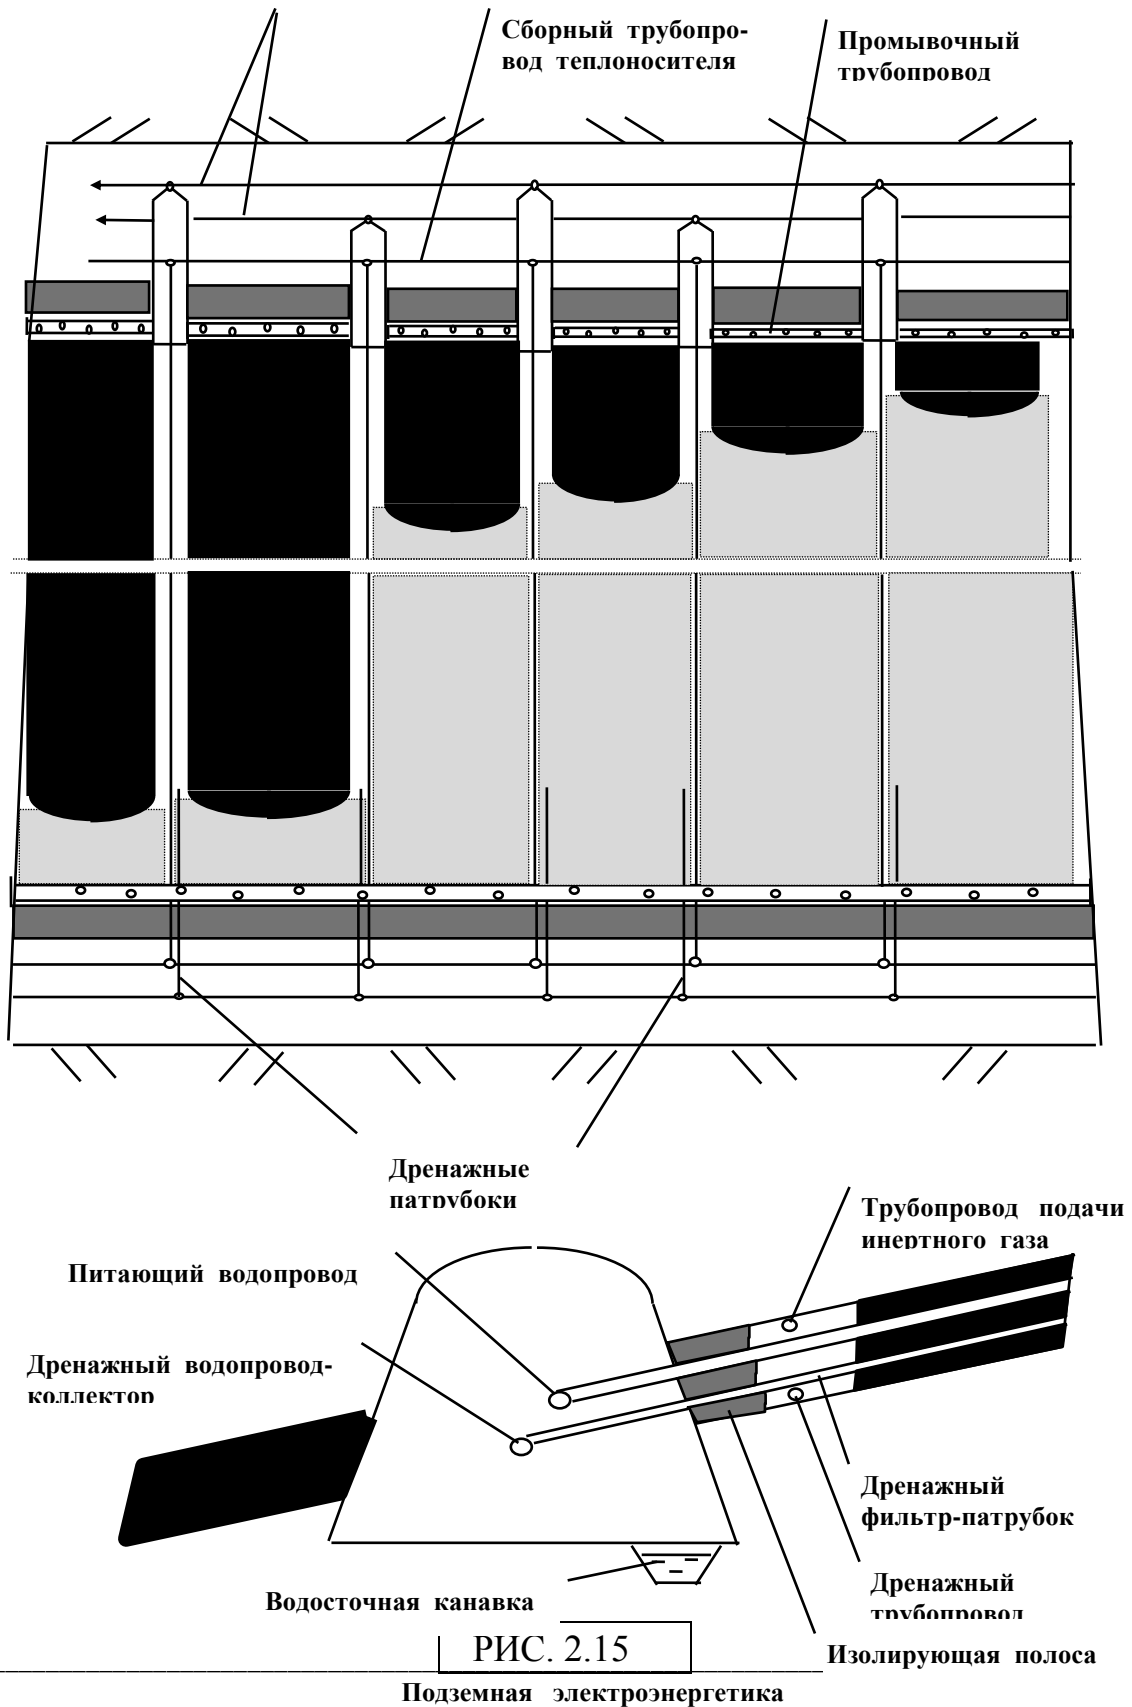 Сборный трубопро-
вод теплоносителя
Промывочный
трубопровод
Дренажные
патрубоки
Трубопровод подачи
инертного газа
Питающий водопровод
Дренажный водопровод-
коллектор
Дренажный
фильтр-патрубок
Дренажный
трубопровод
Водосточная канавка
Изолирующая полоса
РИС. 2.15
Подземная электроэнергетика